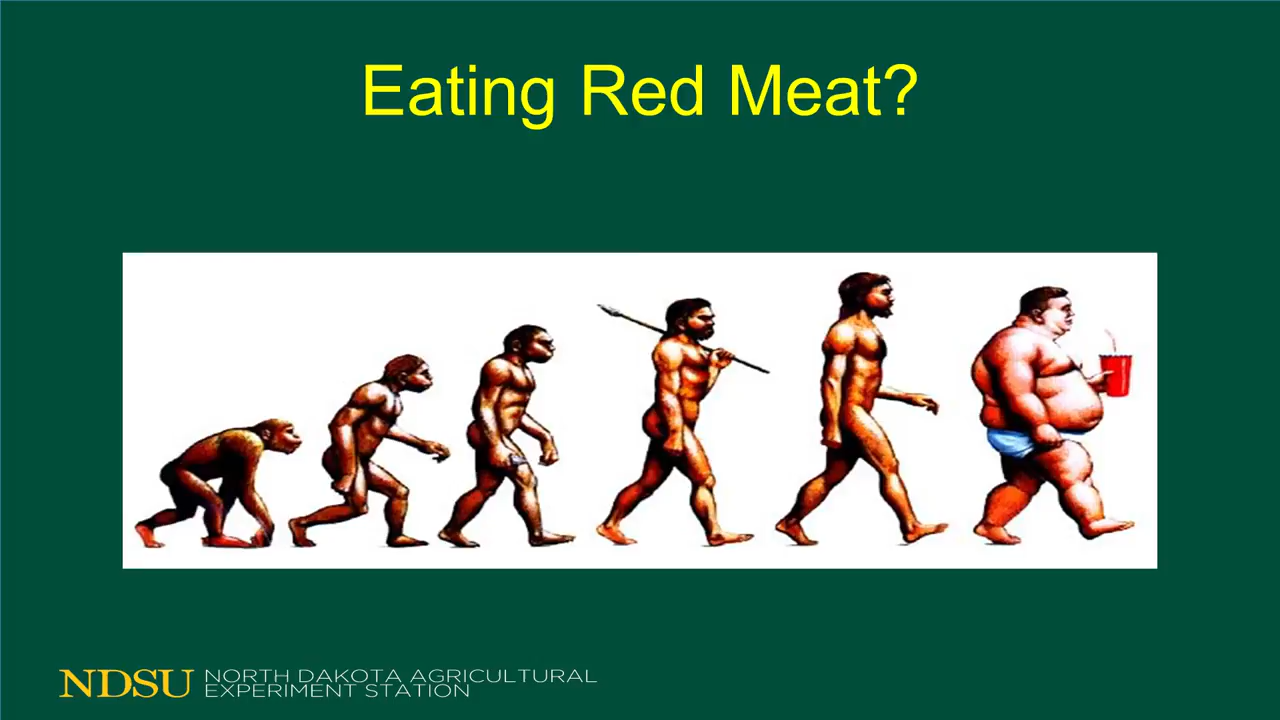 Eating Red Meat?
NDSU NORTH DAKOTA AGRICULTURAL
EXPERIMENT STATION